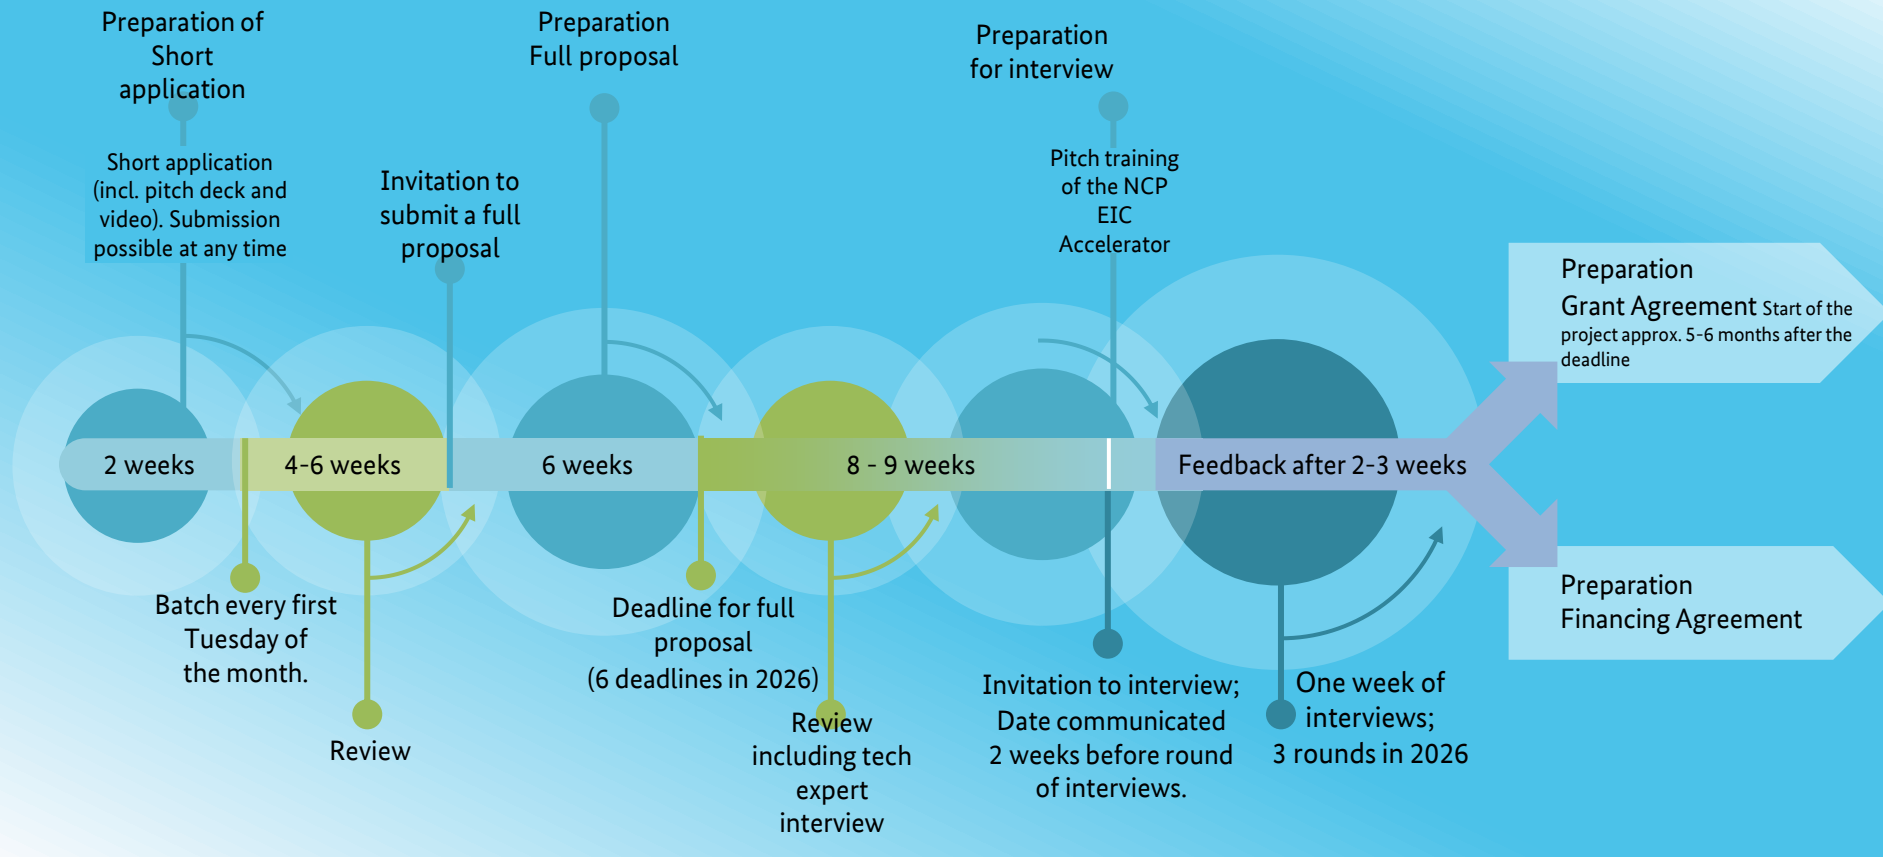 Preparation of
Short
application
Short application
(incl. pitch deck and
video). Submission
possible at any time
Invitation to
submit a full
proposal
Preparation
Full proposal
Preparation
for interview
Pitch training
of the NCP
EIC
Accelerator
2 weeks
4-6 weeks
6 weeks
8 - 9 weeks
Feedback after 2-3 weeks
Preparation
Grant Agreement Start of the
project approx. 5-6 months after the
deadline
Preparation
Financing Agreement
Batch every first
Tuesday of
the month.
Review
Deadline for full
proposal
(6 deadlines in 2026)
Review
including tech
expert
interview
Invitation to interview;
Date communicated
2 weeks before round
of interviews.
One week of
interviews;
3 rounds in 2026